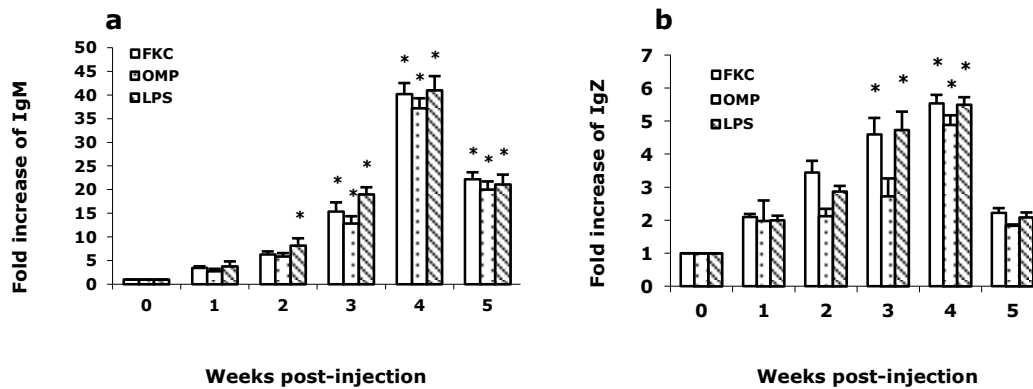 a
Fold increase of IgM
50
45
40
35
30
25
20
15
10
5
0
FKC
OMP
LPS
* * * * * * * * * *
0 1 2 3 4 5
Weeks post-injection
b
Fold increase of IgZ
7
6
5
4
3
2
1
0
FKC
OMP
LPS
* * * * *
0 1 2 3 4 5
Weeks post-injection